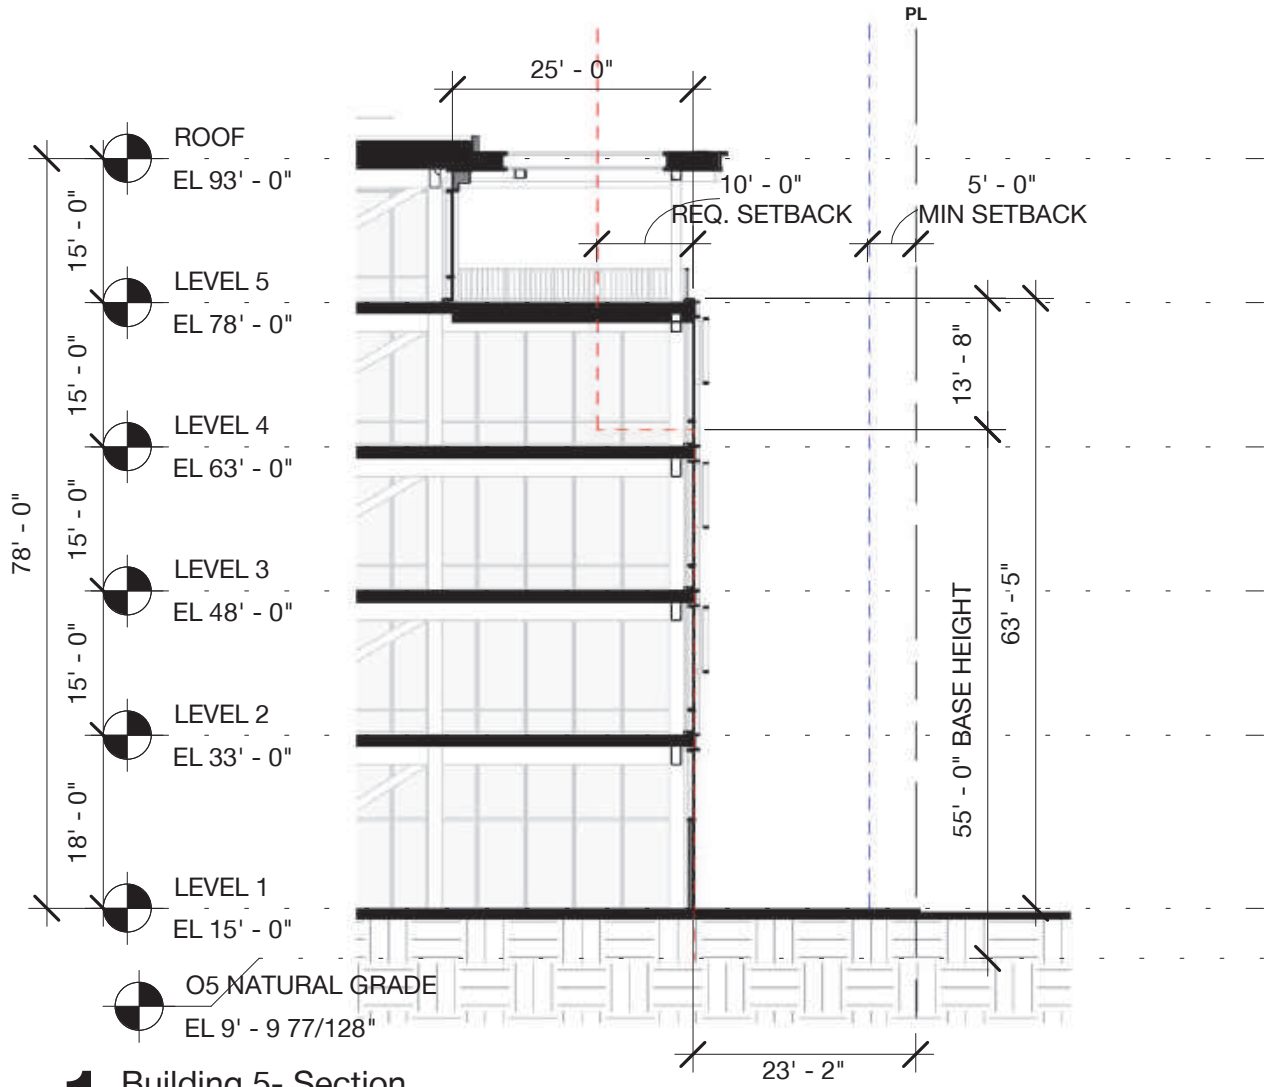 PL
25' - 0"
ROOF
EL 93' - 0"
10' - 0"
REQ. SETBACK
5' - 0"
MIN SETBACK
15' - 0"
LEVEL 5
EL 78' - 0"
13' - 8"
15' - 0"
LEVEL 4
EL 63' - 0"
78' - 0"
15' - 0"
LEVEL 3
EL 48' - 0"
55' - 0" BASE HEIGHT
63' - 5"
15' - 0"
LEVEL 2
EL 33' - 0"
18' - 0"
LEVEL 1
EL 15' - 0"
O5 NATURAL GRADE
EL 9' - 9 77/128"
23' - 2"
1 Building 5- Section